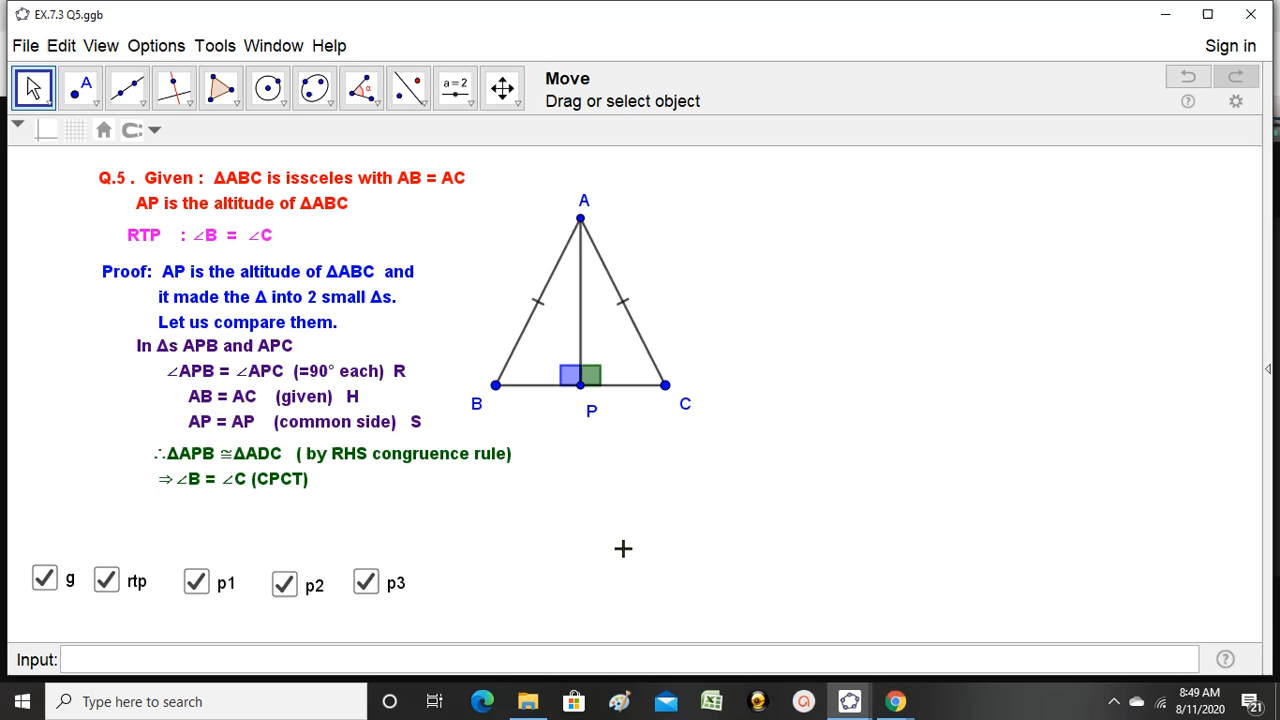 EX.7.3 Q5.ggb
File Edit View Options Tools Window Help
Sign in
A
α
a = 2
Move
Drag or select object
Q.5 . Given : ΔABC is issceles with AB = AC
AP is the altitude of ΔABC
RTP : ∠B = ∠C
Proof: AP is the altitude of ΔABC and
it made the Δ into 2 small Δs.
Let us compare them.
In Δs APB and APC
∠APB = ∠APC (=90° each) R
AB = AC (given) H
AP = AP (common side) S
∴ΔAPB ≅ΔADC ( by RHS congruence rule)
⇒∠B = ∠C (CPCT)
A
B
P
C
g
rtp
p1
p2
p3
Input:
Type here to search
8:49 AM
8/11/2020
21